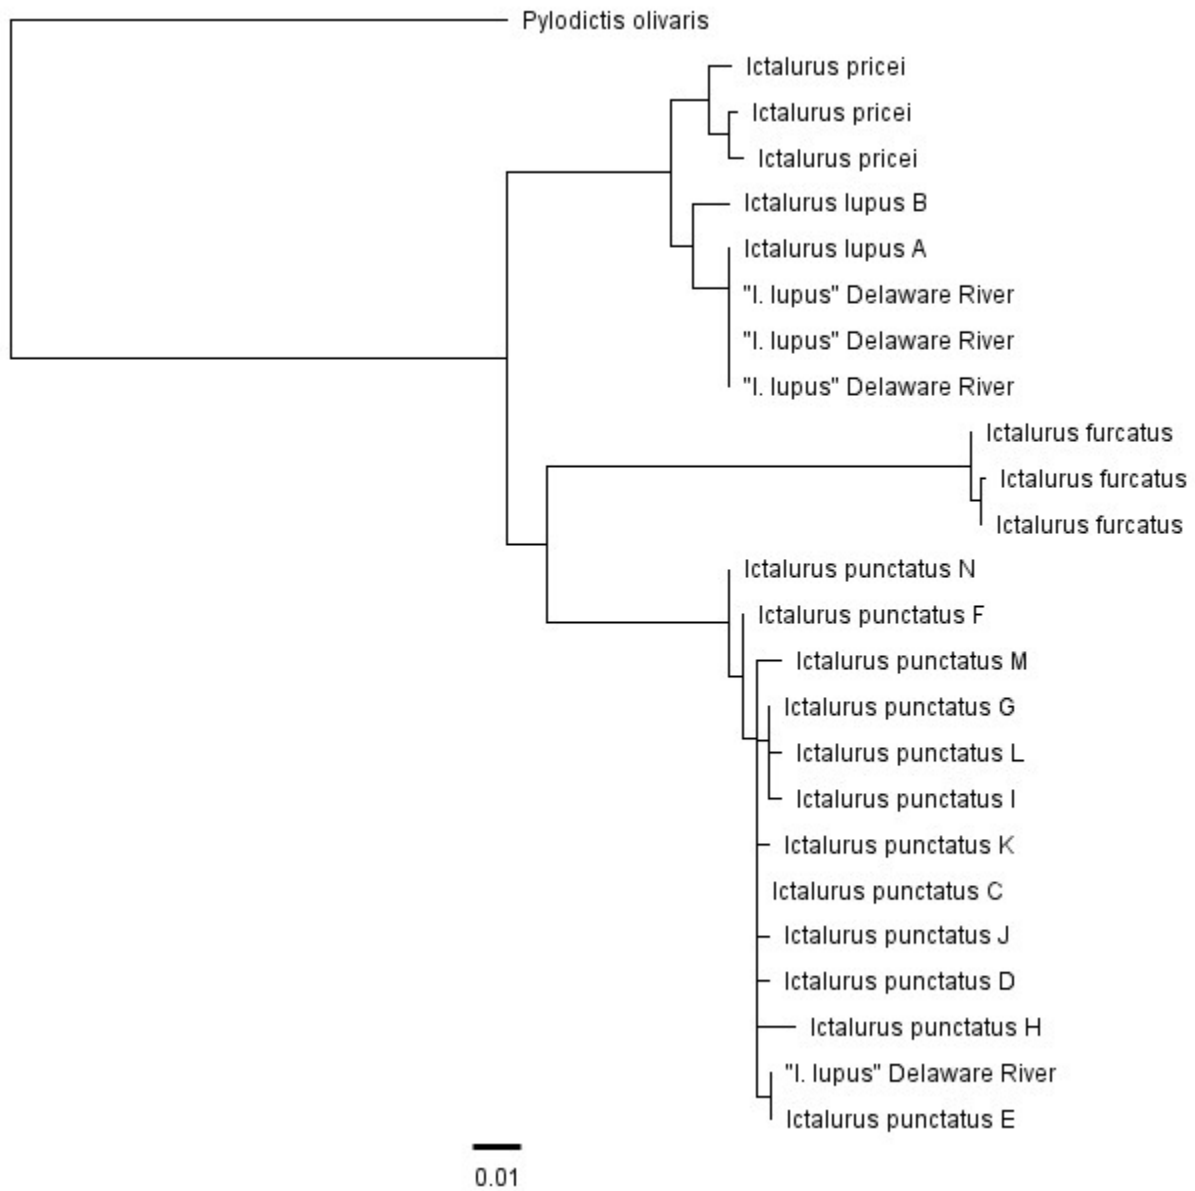 Pylodictis olivaris
Ictalurus pricei
Ictalurus pricei
Ictalurus pricei
Ictalurus lupus B
Ictalurus lupus A
"I. lupus" Delaware River
"I. lupus" Delaware River
"I. lupus" Delaware River
Ictalurus furcatus
Ictalurus furcatus
Ictalurus furcatus
Ictalurus punctatus N
Ictalurus punctatus F
Ictalurus punctatus M
Ictalurus punctatus G
Ictalurus punctatus L
Ictalurus punctatus I
Ictalurus punctatus K
Ictalurus punctatus C
Ictalurus punctatus J
Ictalurus punctatus D
Ictalurus punctatus H
"I. lupus" Delaware River
Ictalurus punctatus E
0.01